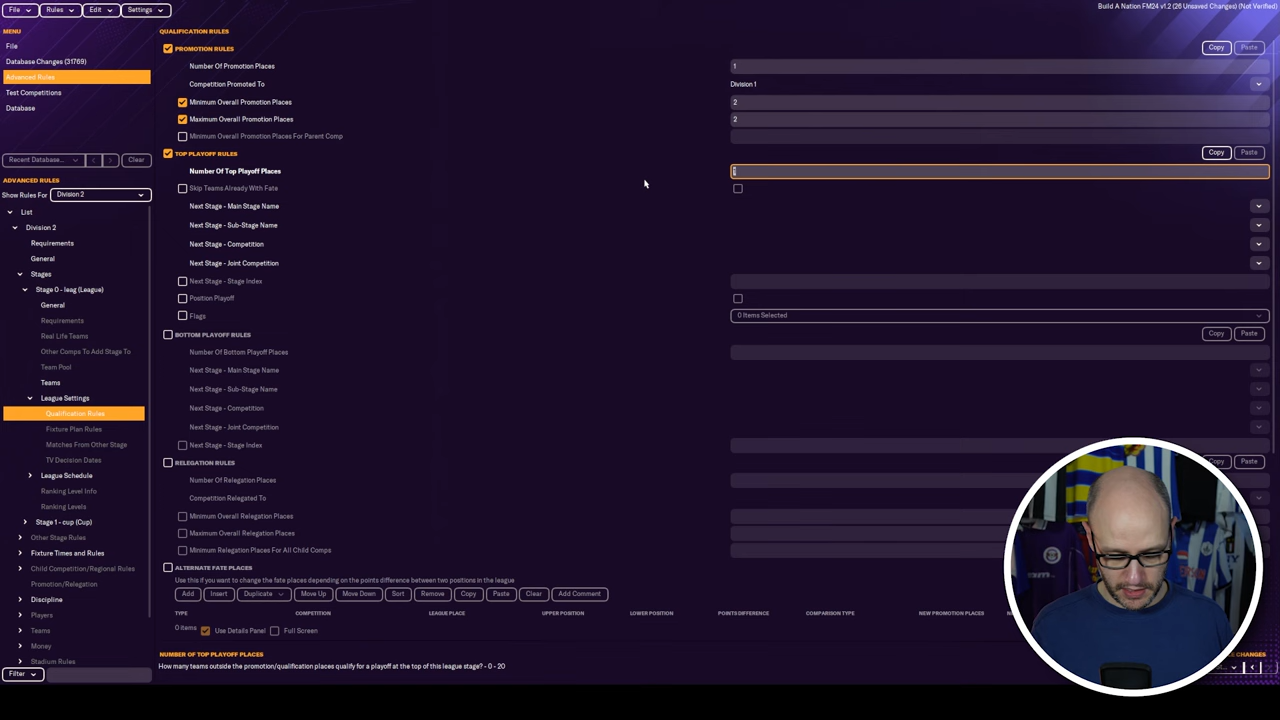 File Rules Edit Settings Build A Nation FM24 v1.2 (26 Unsaved Changes) (Not Verified)
MENU
File
Database Changes (31769)
Advanced Rules
Test Competitions
Database
Recent Database... Clear
ADVANCED RULES
Show Rules For Division 2
List
Division 2
Requirements
General
Stages
Stage 0 - leag (League)
General
Requirements
Real Life Teams
Other Comps To Add Stage To
Team Pool
Teams
League Settings
Qualification Rules
Fixture Plan Rules
Matches From Other Stage
TV Decision Dates
League Schedule
Ranking Level Info
Ranking Levels
Stage 1 - cup (Cup)
Other Stage Rules
Fixture Times and Rules
Child Competition/Regional Rules
Promotion/Relegation
Discipline
Players
Teams
Money
Stadium Rules
Filter
QUALIFICATION RULES
PROMOTION RULES Copy Paste
Number Of Promotion Places 1
Competition Promoted To Division 1
Minimum Overall Promotion Places 2
Maximum Overall Promotion Places 2
Minimum Overall Promotion Places For Parent Comp
TOP PLAYOFF RULES Copy Paste
Number Of Top Playoff Places
Skip Teams Already With Fate
Next Stage - Main Stage Name
Next Stage - Sub-Stage Name
Next Stage - Competition
Next Stage - Joint Competition
Next Stage - Stage Index
Position Playoff
Flags 0 Items Selected
BOTTOM PLAYOFF RULES Copy Paste
Number Of Bottom Playoff Places
Next Stage - Main Stage Name
Next Stage - Sub-Stage Name
Next Stage - Competition
Next Stage - Joint Competition
Next Stage - Stage Index
RELEGATION RULES Copy Paste
Number Of Relegation Places
Competition Relegated To
Minimum Overall Relegation Places
Maximum Overall Relegation Places
Minimum Relegation Places For All Child Comps
ALTERNATE FATE PLACES
Use this if you want to change the fate places depending on the points difference between two positions in the league
Add Insert Duplicate Move Up Move Down Sort Remove Copy Paste Clear Add Comment
TYPE COMPETITION LEAGUE PLACE UPPER POSITION LOWER POSITION POINTS DIFFERENCE COMPARISON TYPE NEW PROMOTION PLACES
0 items Use Details Panel Full Screen
NUMBER OF TOP PLAYOFF PLACES CHANGES
How many teams outside the promotion/qualification places qualify for a playoff at the top of this league stage? - 0 - 20